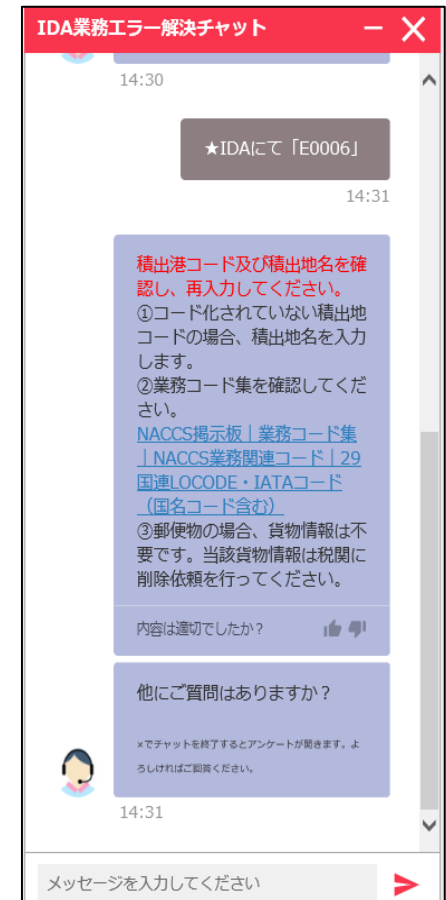 IDA業務エラー解決チャット
14:30
★IDAにて「E0006」
14:31
積出港コード及び積出地名を確
認し、再入力してください。
①コード化されていない積出地
コードの場合、積出地名を入力
します。
②業務コード集を確認してくだ
さい。
NACCS掲示板｜業務コード集
｜NACCS業務関連コード｜29
国連LOCODE・IATAコード
（国名コード含む）
③郵便物の場合、貨物情報は不
要です。当該貨物情報は税関に
削除依頼を行ってください。
内容は適切でしたか？
他にご質問はありますか？
×でチャットを終了するとアンケートが開きます。よ
ろしければご回答ください。
14:31
メッセージを入力してください